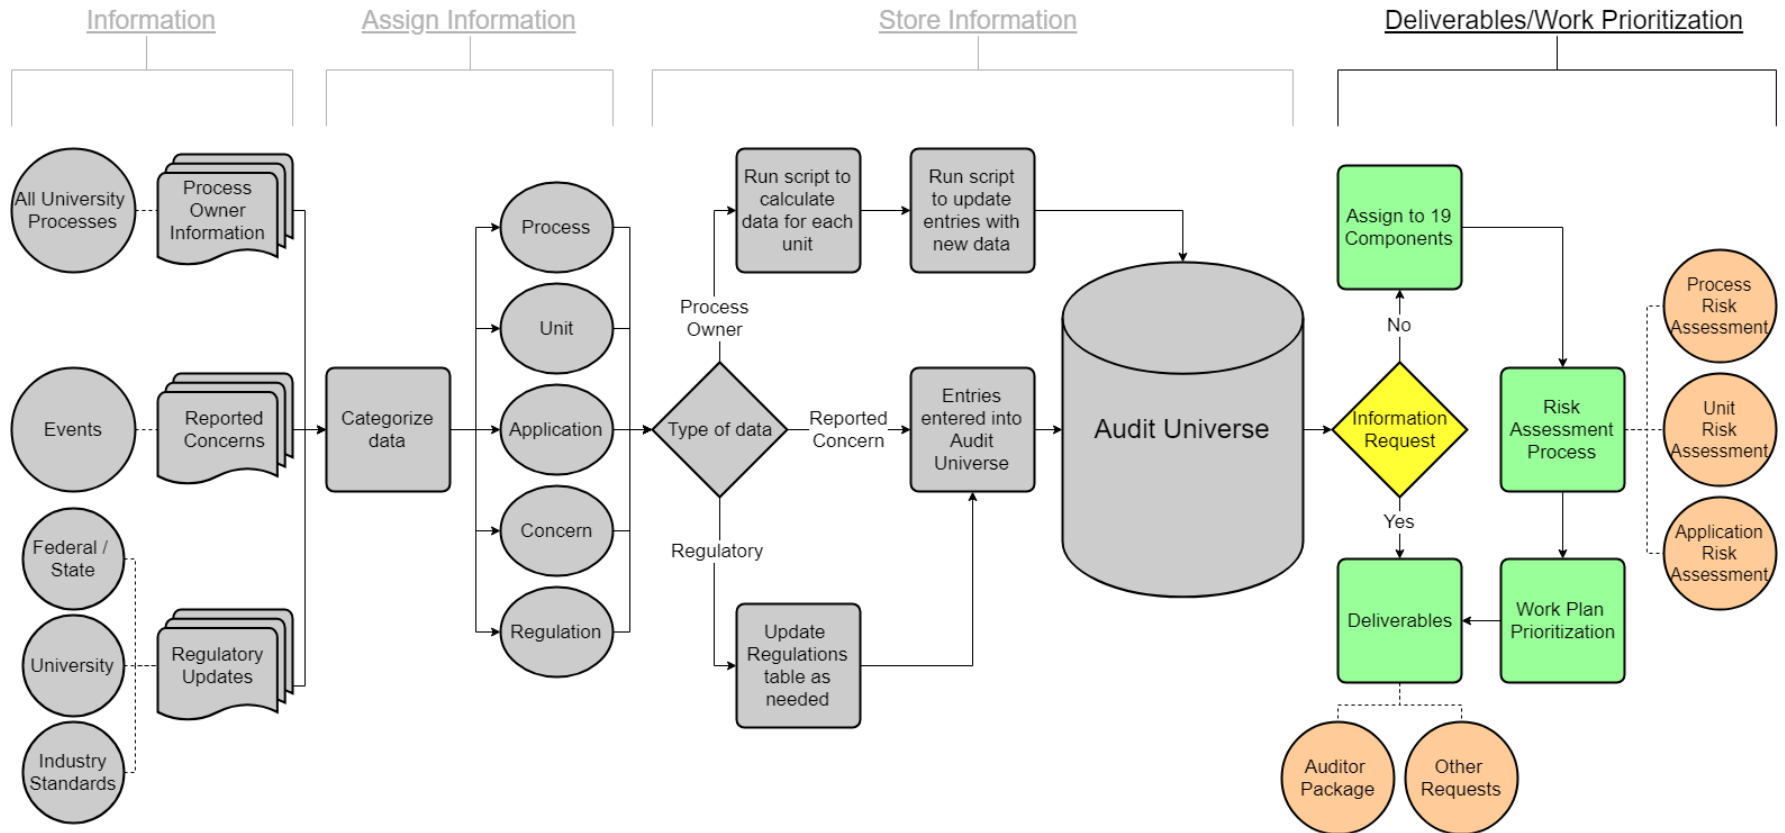 Information
Assign Information
Store Information
Deliverables/Work Prioritization
All University
Processes
Process
Owner
Information
Events
Reported
Concerns
Federal /
State
University
Industry
Standards
Regulatory
Updates
Categorize
data
Process
Unit
Application
Concern
Regulation
Type of data
Process
Owner
Reported
Concern
Regulatory
Run script to
calculate
data for each
unit
Run script
to update
entries with
new data
Entries
entered into
Audit
Universe
Update
Regulations
table as
needed
Audit Universe
Information
Request
No
Yes
Assign to 19
Components
Risk
Assessment
Process
Work Plan
Prioritization
Deliverables
Process
Risk
Assessment
Unit
Risk
Assessment
Application
Risk
Assessment
Auditor
Package
Other
Requests